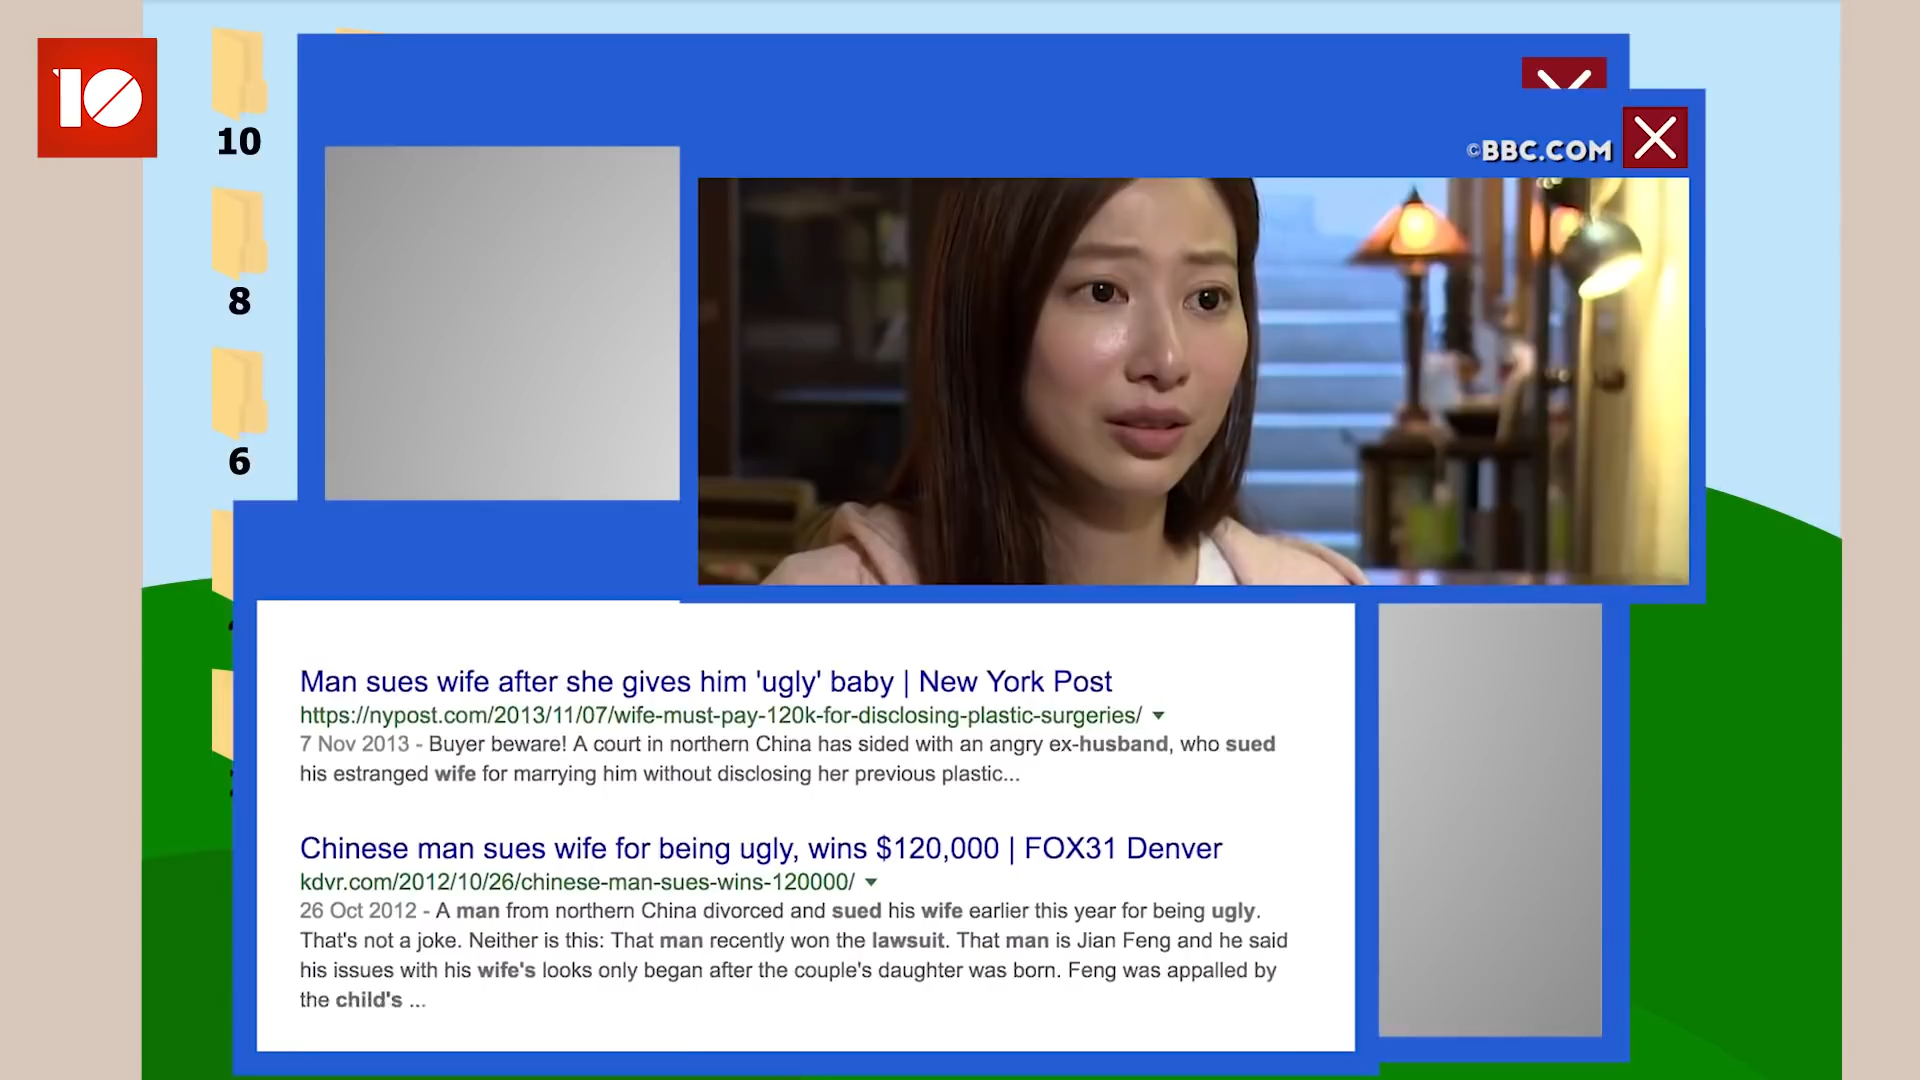 10
10
8
6
©BBC.COM
Man sues wife after she gives him 'ugly' baby | New York Post
https://nypost.com/2013/11/07/wife-must-pay-120k-for-disclosing-plastic-surgeries/
7 Nov 2013 - Buyer beware! A court in northern China has sided with an angry ex-husband, who sued
his estranged wife for marrying him without disclosing her previous plastic...
Chinese man sues wife for being ugly, wins $120,000 | FOX31 Denver
kdvr.com/2012/10/26/chinese-man-sues-wins-120000/
26 Oct 2012 - A man from northern China divorced and sued his wife earlier this year for being ugly.
That's not a joke. Neither is this: That man recently won the lawsuit. That man is Jian Feng and he said
his issues with his wife's looks only began after the couple's daughter was born. Feng was appalled by
the child's ...